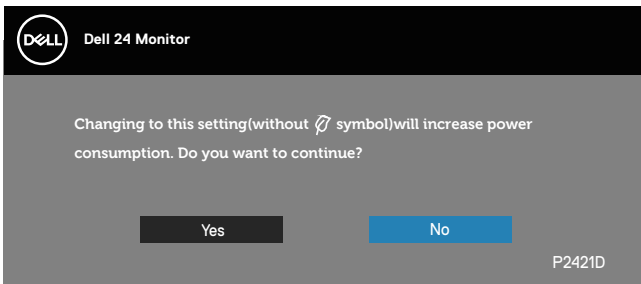 DELL
Dell 24 Monitor
Changing to this setting(without symbol)will increase power
consumption. Do you want to continue?
Yes
No
P2421D